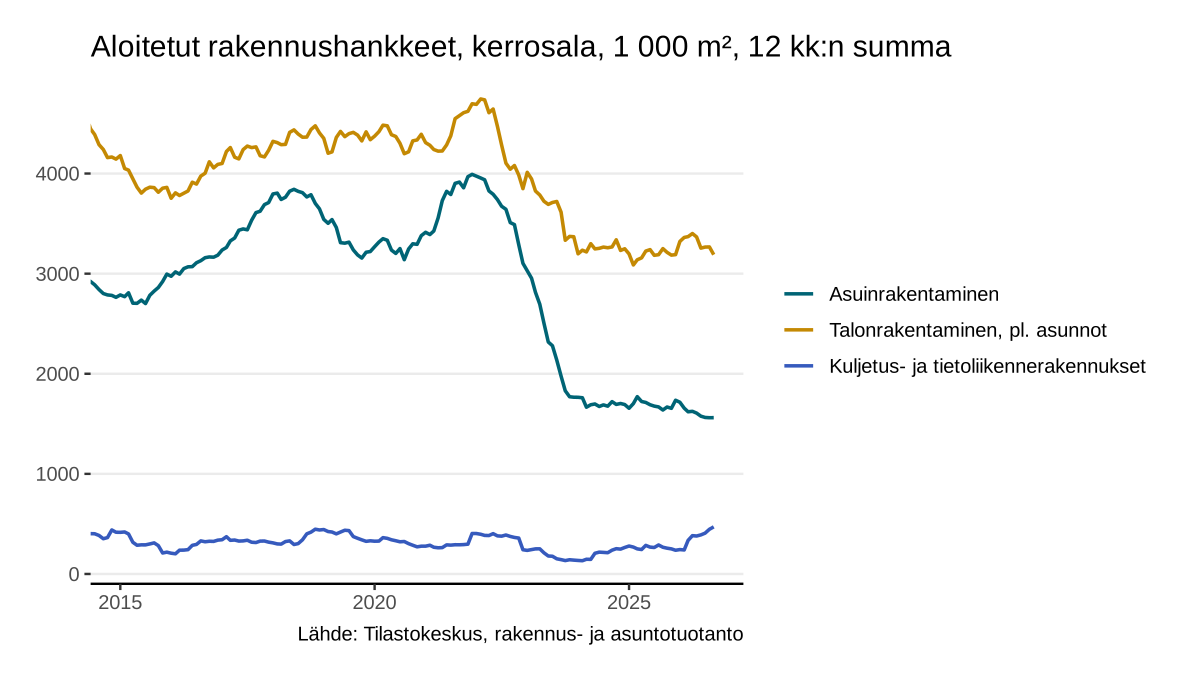 Aloitetut rakennushankkeet, kerrosala, 1 000 m², 12 kk:n summa
4000
3000
2000
1000
0
2015 2020 2025
Asuinrakentaminen
Talonrakentaminen, pl. asunnot
Kuljetus- ja tietoliikennerakennukset
Lähde: Tilastokeskus, rakennus- ja asuntotuotanto